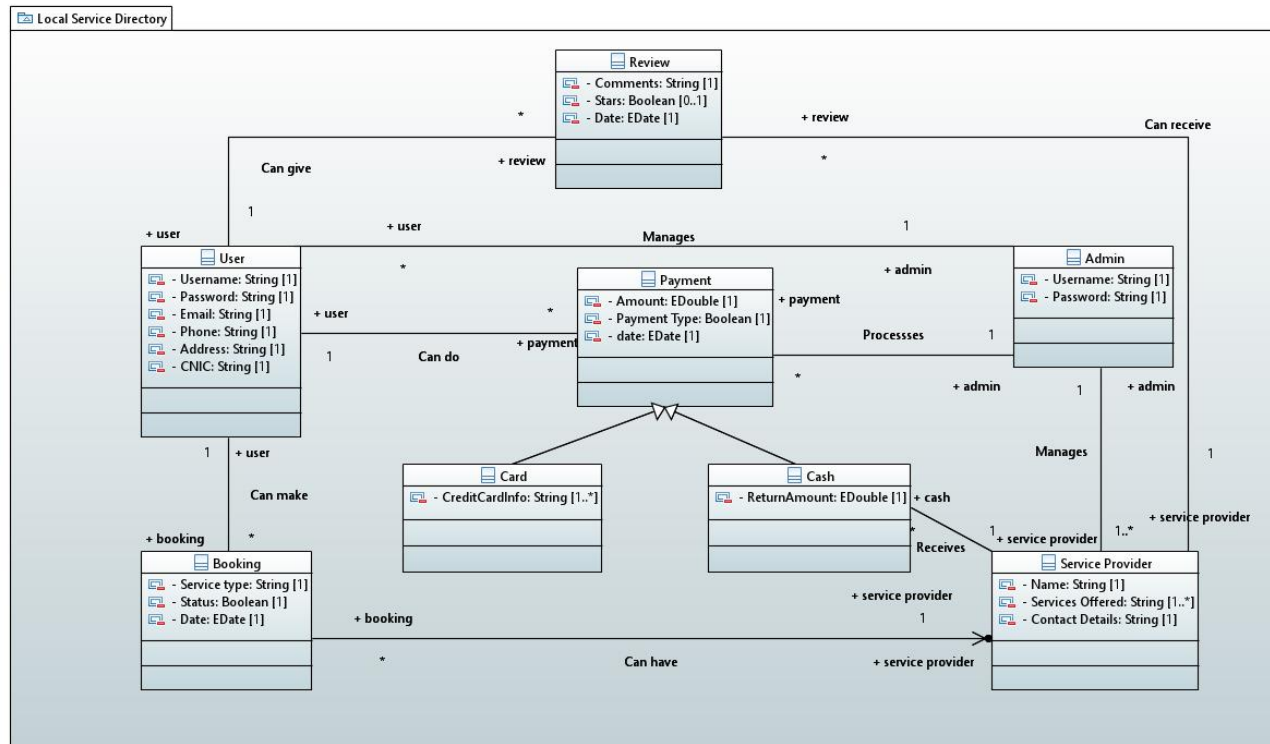 Local Service Directory
Review
- Comments: String [1]
- Stars: Boolean [0..1]
- Date: EDate [1]
*
+ review
Can receive
Can give
+ review
*
1
+ user
+ user
1
Manages
User
- Username: String [1]
- Password: String [1]
- Email: String [1]
- Phone: String [1]
- Address: String [1]
- CNIC: String [1]
*
+ admin
Admin
- Username: String [1]
- Password: String [1]
Payment
- Amount: EDouble [1]
- Payment Type: Boolean [1]
- date: EDate [1]
+ payment
+ user
*
+ payment
1
Can do
Processses
1
*
+ admin
1
+ admin
1
+ user
Manages
1
Card
- CreditCardInfo: String [1..*]
Cash
- ReturnAmount: EDouble [1]
+ cash
Can make
+ booking
*
*
Receives
1
+ service provider
1..*
+ service provider
Booking
- Service type: String [1]
- Status: Boolean [1]
- Date: EDate [1]
Service Provider
- Name: String [1]
- Services Offered: String [1..*]
- Contact Details: String [1]
+ booking
+ service provider
1
*
Can have
+ service provider